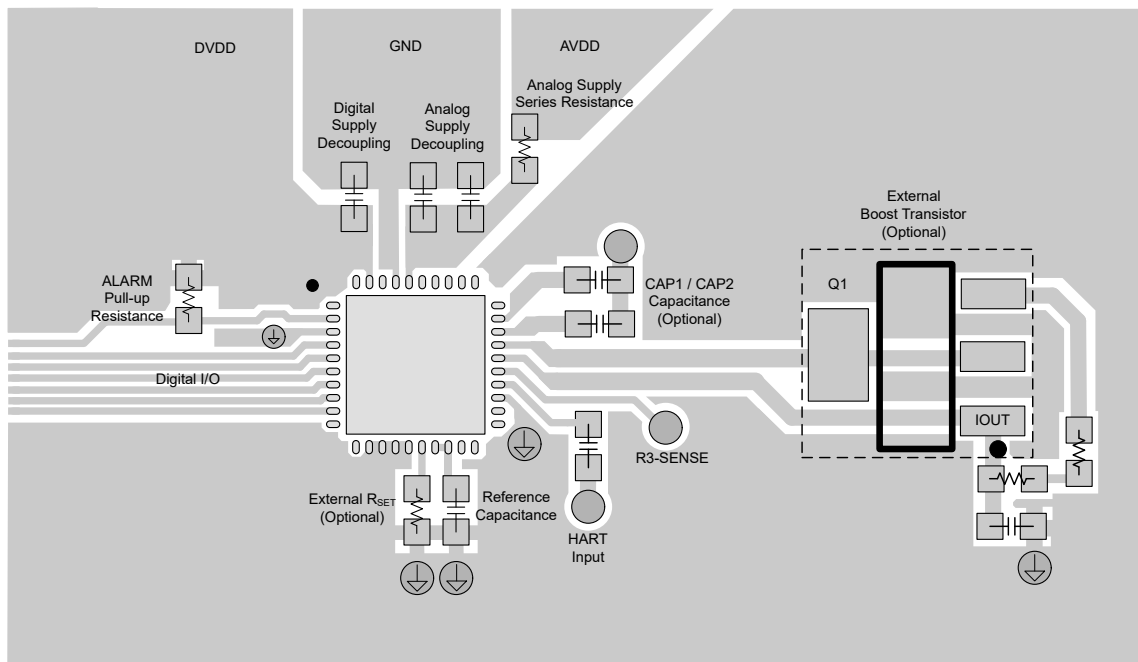 DVDD
GND
AVDD
Analog Supply
Series Resistance
Digital
Supply
Decoupling
Analog
Supply
Decoupling
External
Boost Transistor
(Optional)
ALARM
Pull-up
Resistance
CAP1 / CAP2
Capacitance
(Optional)
Q1
Digital I/O
IOUT
R3-SENSE
External RSET
(Optional)
Reference
Capacitance
HART
Input